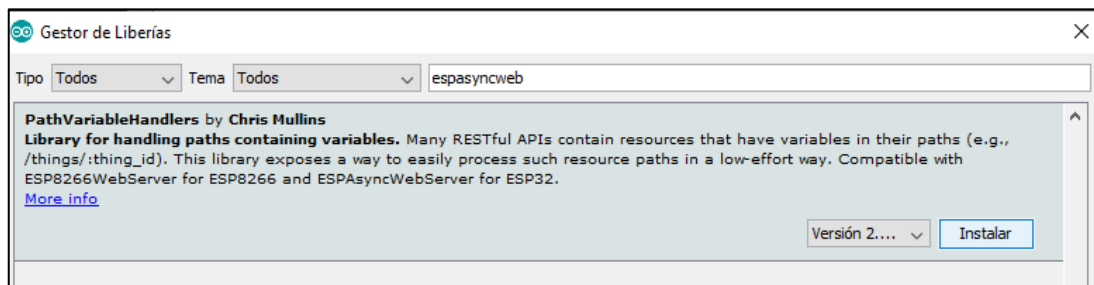 Gestor de Liberías
Tipo Todos Tema Todos espasyncweb
PathVariableHandlers by Chris Mullins
Library for handling paths containing variables. Many RESTful APIs contain resources that have variables in their paths (e.g.,
/things/:thing_id). This library exposes a way to easily process such resource paths in a low-effort way. Compatible with
ESP8266WebServer for ESP8266 and ESPAsyncWebServer for ESP32.
More info
Versión 2.... Instalar